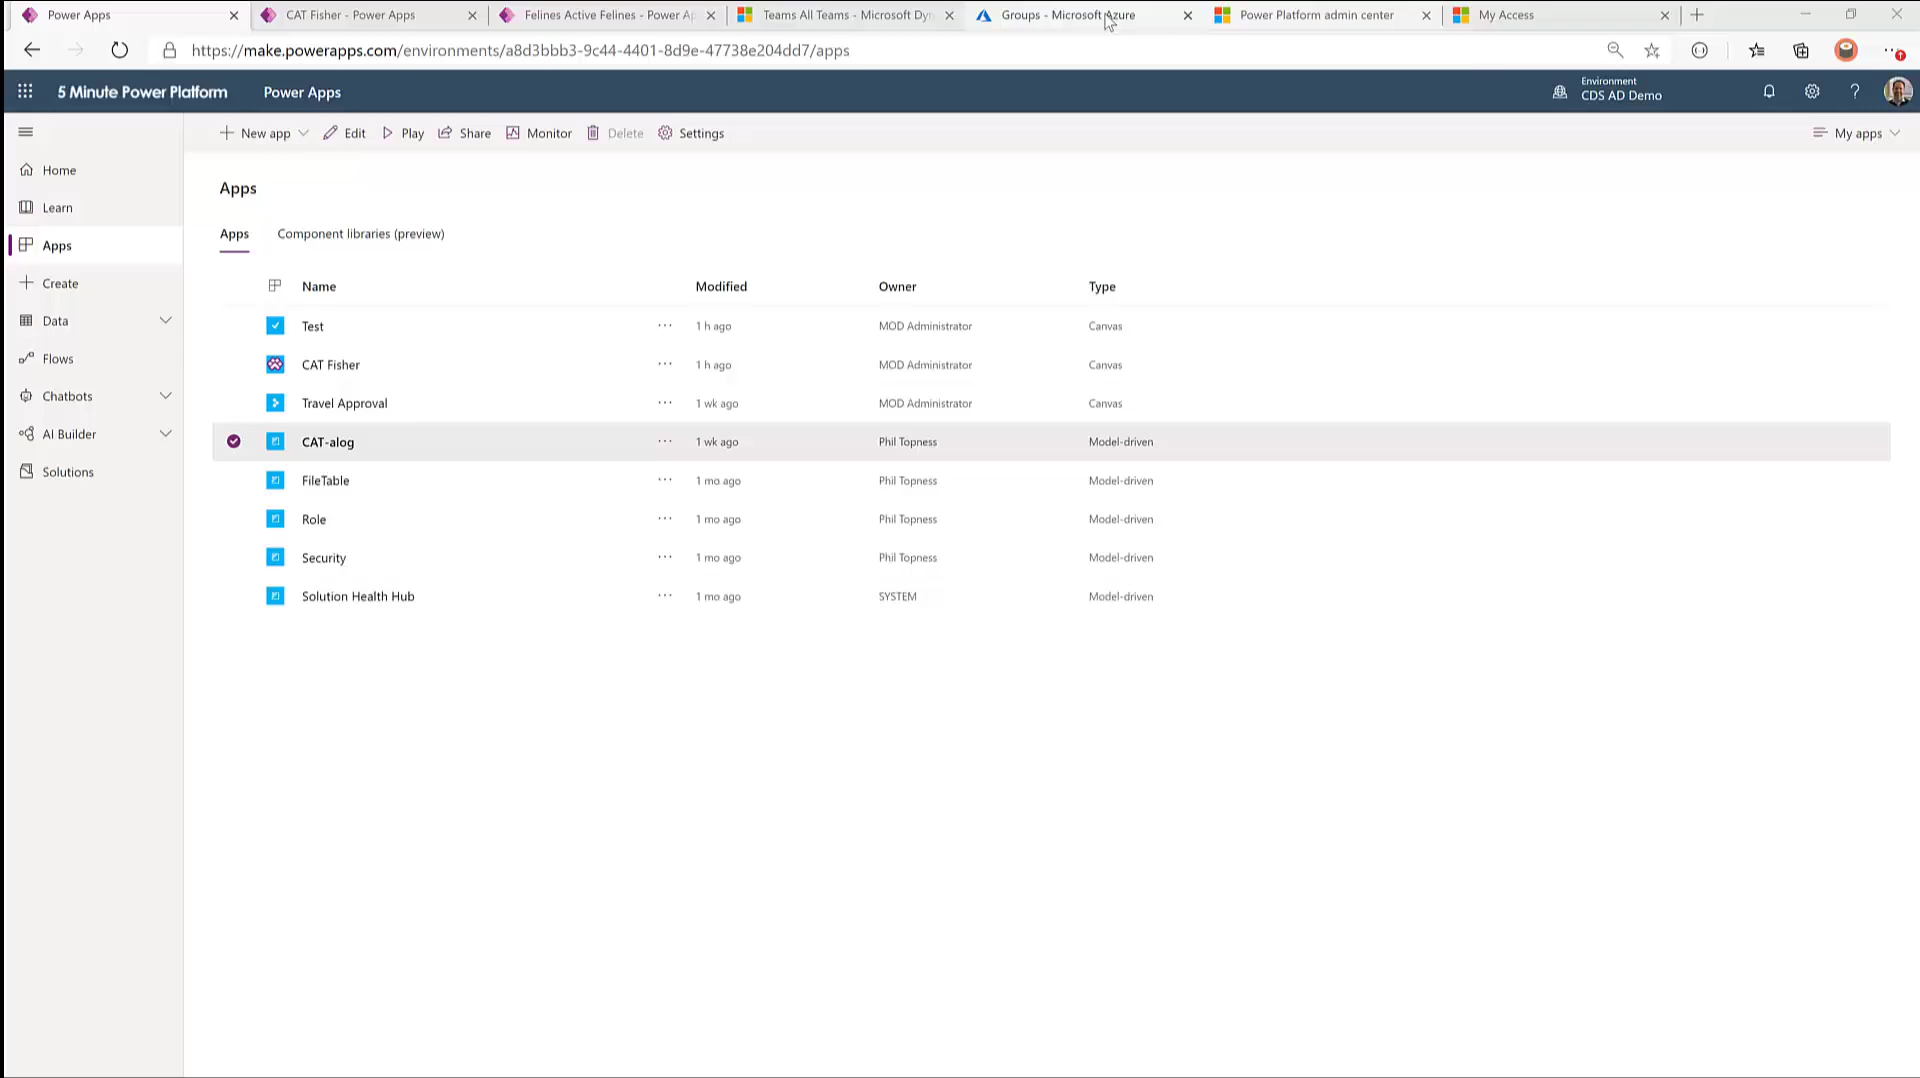 Power Apps
CAT Fisher - Power Apps
Felines Active Felines - Power Ap
Teams All Teams - Microsoft Dyn
Groups - Microsoft Azure
Power Platform admin center
My Access
https://make.powerapps.com/environments/a8d3bbb3-9c44-4401-8d9e-47738e204dd7/apps
5 Minute Power Platform
Power Apps
Environment
CDS AD Demo
New app
Edit
Play
Share
Monitor
Delete
Settings
My apps
Home
Learn
Apps
Create
Data
Flows
Chatbots
AI Builder
Solutions
Apps
Apps
Component libraries (preview)
Name Modified Owner Type
Test ... 1 h ago MOD Administrator Canvas
CAT Fisher ... 1 h ago MOD Administrator Canvas
Travel Approval ... 1 wk ago MOD Administrator Canvas
CAT-alog ... 1 wk ago Phil Topness Model-driven
FileTable ... 1 mo ago Phil Topness Model-driven
Role ... 1 mo ago Phil Topness Model-driven
Security ... 1 mo ago Phil Topness Model-driven
Solution Health Hub ... 1 mo ago SYSTEM Model-driven